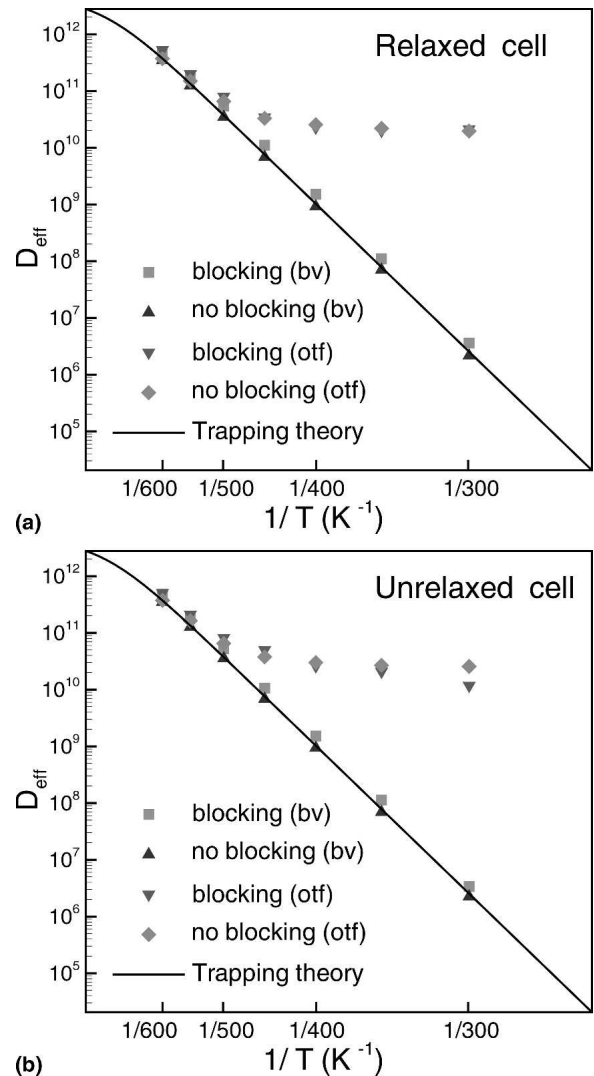 Relaxed cell
10^12
10^11
10^10
10^9
10^8
10^7
10^6
10^5
D_eff
blocking (bv)
no blocking (bv)
blocking (otf)
no blocking (otf)
Trapping theory
1/600 1/500 1/400 1/300
(a) 1/ T (K^-1)
Unrelaxed cell
10^12
10^11
10^10
10^9
10^8
10^7
10^6
10^5
D_eff
blocking (bv)
no blocking (bv)
blocking (otf)
no blocking (otf)
Trapping theory
1/600 1/500 1/400 1/300
(b) 1/ T (K^-1)